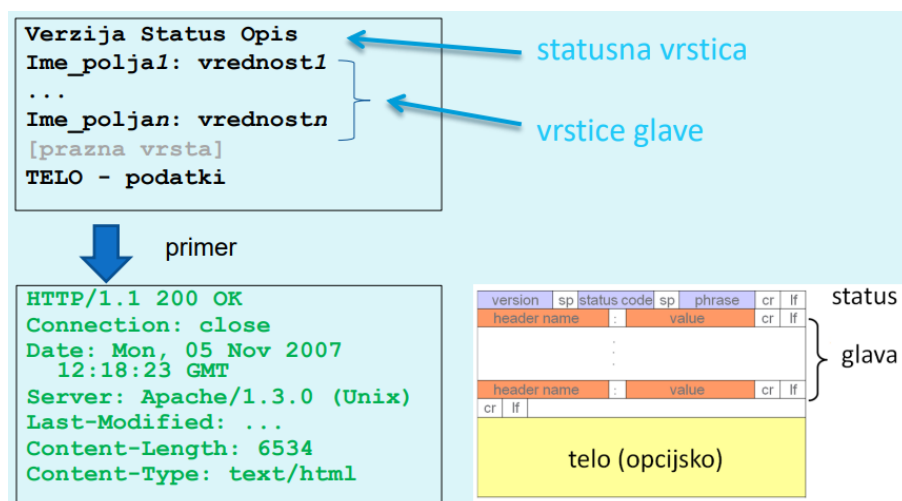 Verzija Status Opis
Ime_polja1: vrednost1
...
Ime_poljan: vrednostn
[prazna vrsta]
TELO - podatki
statusna vrstica
vrstice glave
primer
HTTP/1.1 200 OK
Connection: close
Date: Mon, 05 Nov 2007
12:18:23 GMT
Server: Apache/1.3.0 (Unix)
Last-Modified: ...
Content-Length: 6534
Content-Type: text/html
version sp status code sp phrase cr lf status
header name : value cr lf
glava
header name : value cr lf
cr lf
telo (opcijsko)